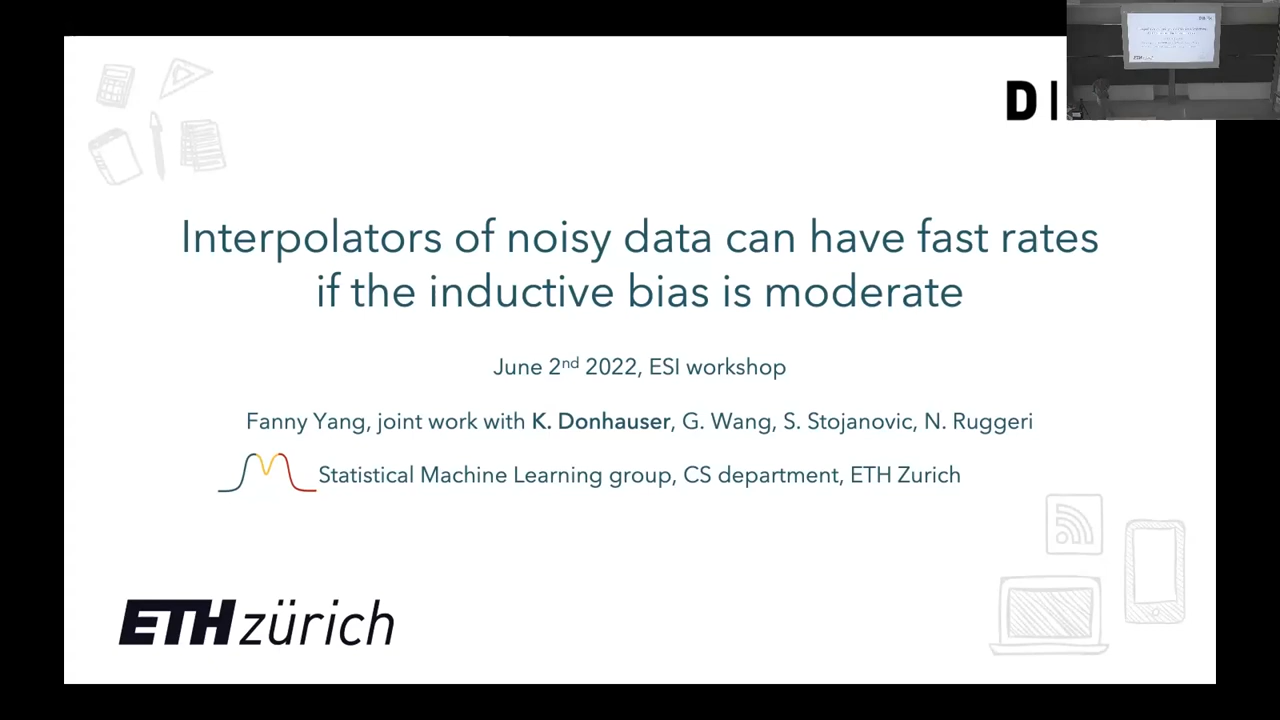 D |
Interpolators of noisy data can have fast rates
if the inductive bias is moderate
June 2nd 2022, ESI workshop
Fanny Yang, joint work with K. Donhauser, G. Wang, S. Stojanovic, N. Ruggeri
Statistical Machine Learning group, CS department, ETH Zurich
ETH zürich